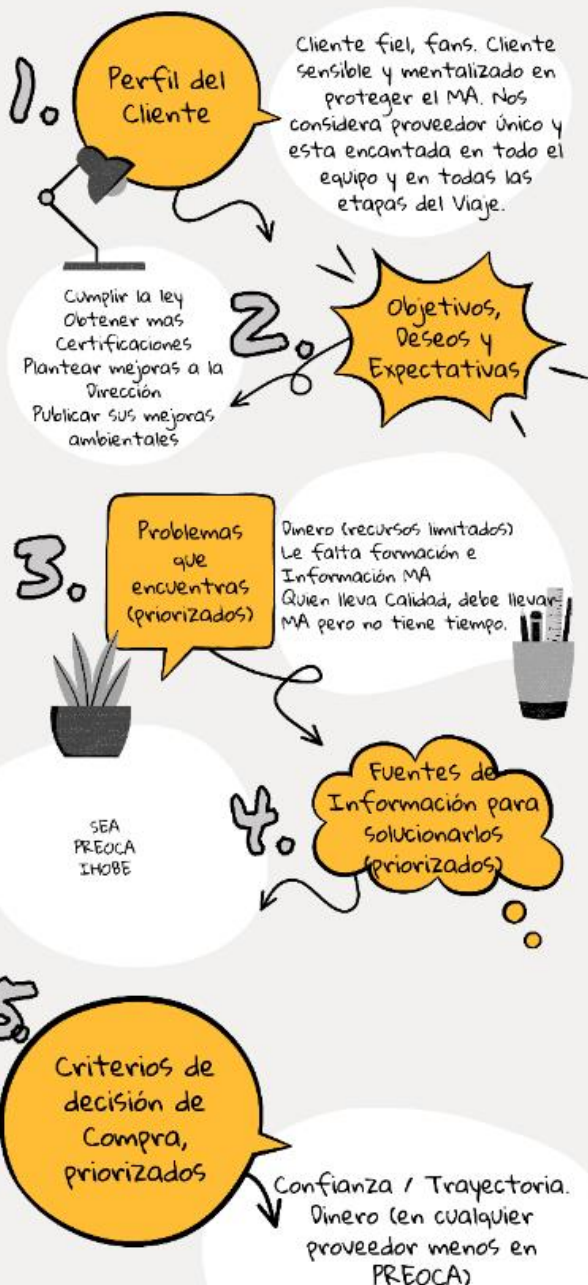 1.
Perfil del
Cliente
Cliente fiel, fans. Cliente
sensible y mentalizado en
proteger el MA. Nos
considera proveedor único y
esta encantada en todo el
equipo y en todas las
etapas del Viaje.
2.
Objetivos,
Deseos y
Expectativas
Cumplir la ley
Obtener mas
Certificaciones
Plantear mejoras a la
Dirección
Publicar sus mejoras
ambientales
3.
Problemas
que
encuentras
(priorizados)
Dinero (recursos limitados)
Le falta formación e
Información MA
Quien lleva Calidad, debe llevar
MA pero no tiene tiempo.
4.
Fuentes de
Información para
solucionarlos
(priorizados)
SEA
PREOCA
IHOBE
5.
Criterios de
decisión de
Compra,
priorizados
Confianza / Trayectoria.
Dinero (en cualquier
proveedor menos en
PREOCA)